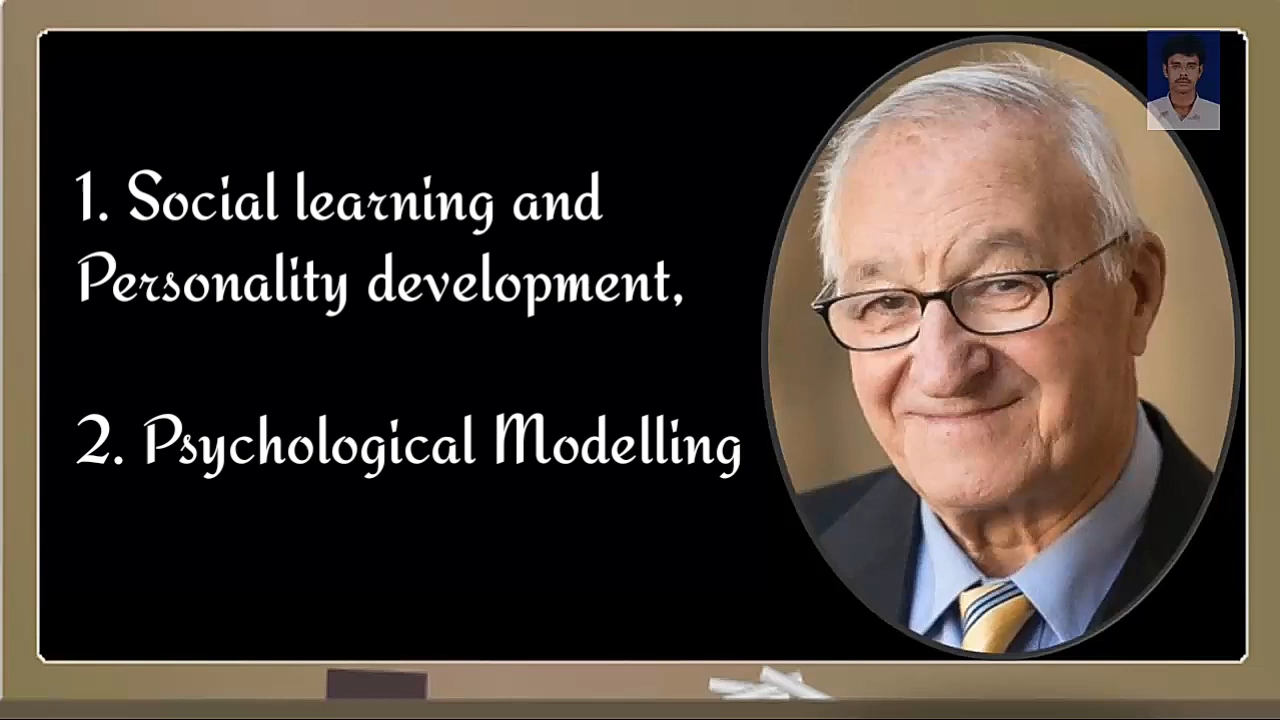 1. Social learning and
Personality development,
2. Psychological Modelling